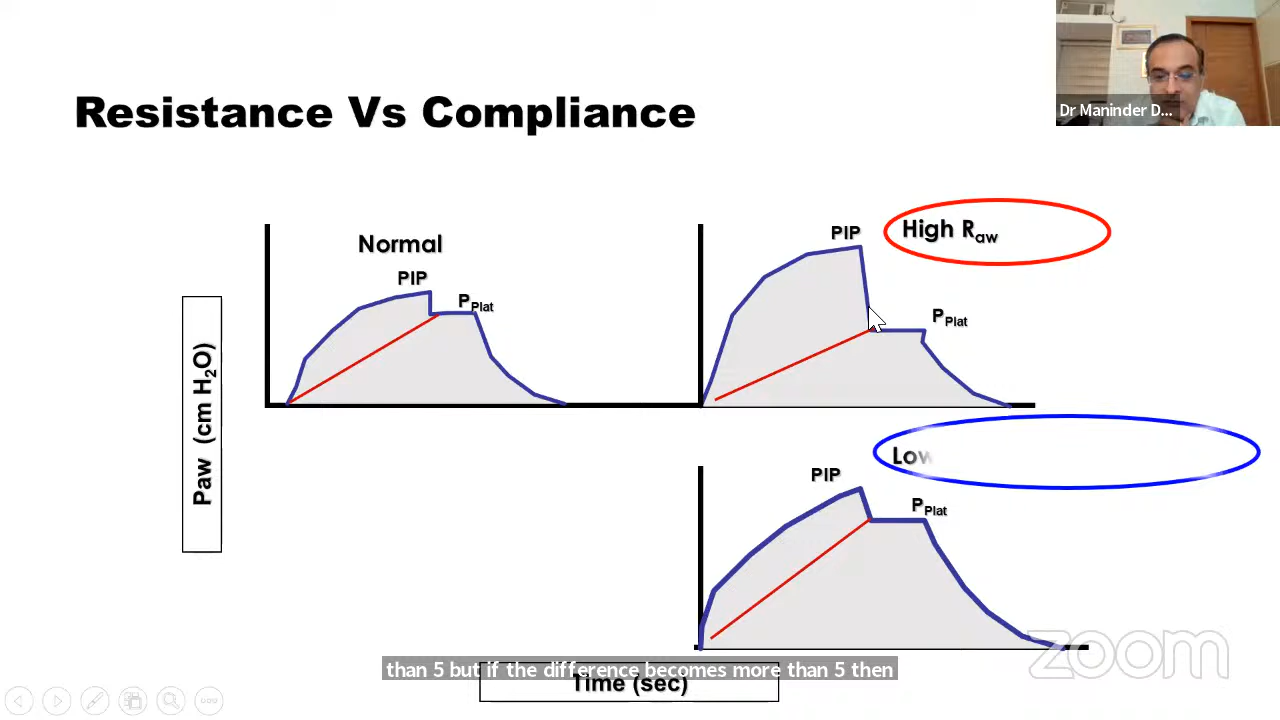 Dr Maninder D...
Resistance Vs Compliance
Normal
PIP
PPlat
PIP
High Raw
PPlat
Paw (cm H2O)
Low
PIP
PPlat
zoom
than 5 but if the difference becomes more than 5 then
Time (sec)